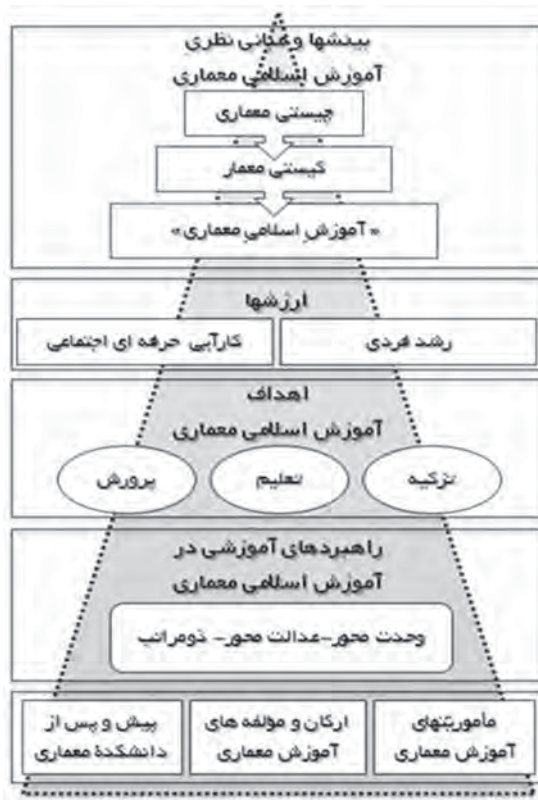 بینشها و مبانی نظری
آموزش اسلامی معماری
چیستی معماری
کیستی معمار
«آموزشِ اسلامیِ معماری»
ارزشها
رشد فردی
کارآیی حرفه ای اجتماعی
اهداف
آموزش اسلامی معماری
تزکیه
تعلیم
پرورش
راهبردهای آموزشی در
آموزش اسلامی معماری
وحدت محور-عدالت محور- ذومراتب
مأموریتهای
آموزش معماری
ارکان و مؤلفه های
آموزش معماری
پیش و پس از
دانشکدهٔ معماری